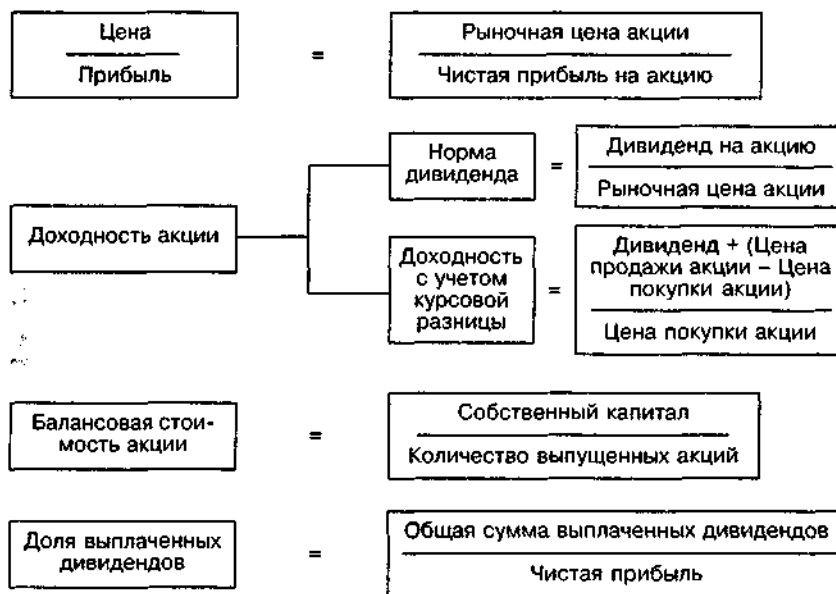 Цена
Прибыль
=
Рыночная цена акции
Чистая прибыль на акцию
Доходность акции
Норма
дивиденда
=
Дивиденд на акцию
Рыночная цена акции
Доходность
с учетом
курсовой
разницы
=
Дивиденд + (Цена
продажи акции – Цена
покупки акции)
Цена покупки акции
Балансовая стои-
мость акции
=
Собственный капитал
Количество выпущенных акций
Доля выплаченных
дивидендов
=
Общая сумма выплаченных дивидендов
Чистая прибыль